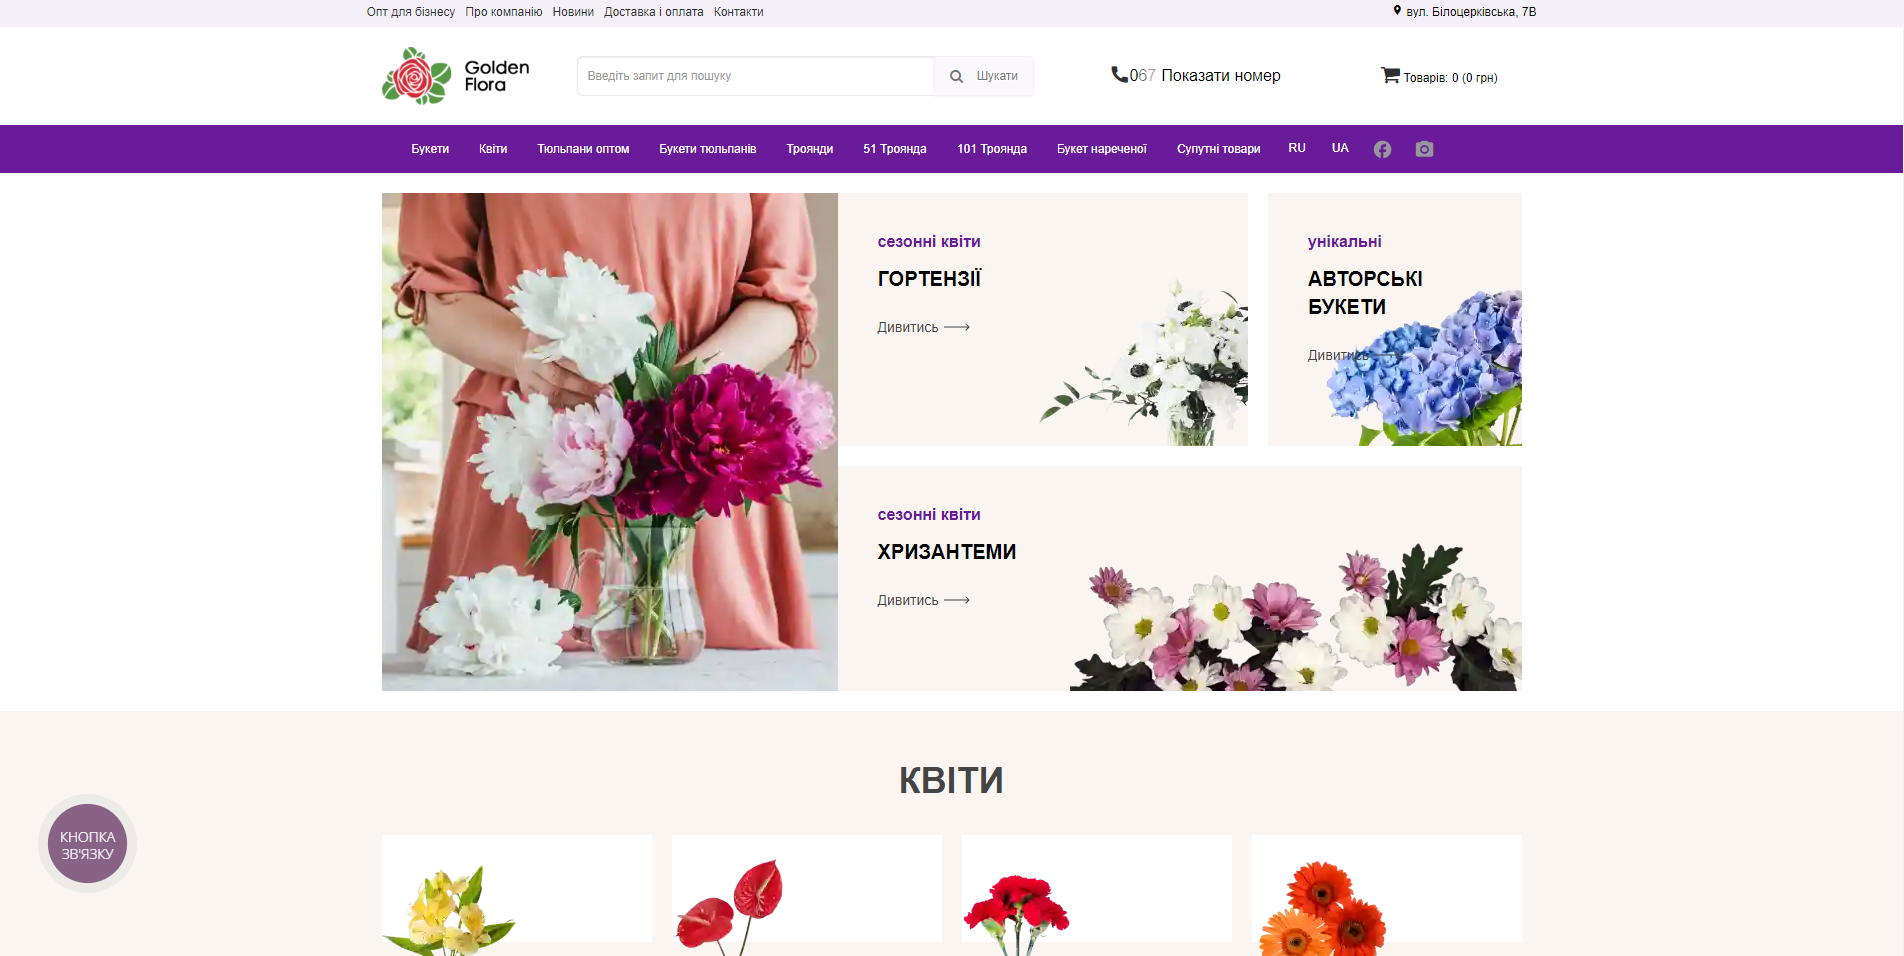 Опт для бізнесу Про компанію Новини Доставка і оплата Контакти
вул. Білоцерківська, 7В
Golden
Flora
Введіть запит для пошуку
Шукати
067 Показати номер
Товарів: 0 (0 грн)
Букети Квіти Тюльпани оптом Букети тюльпанів Троянди 51 Троянда 101 Троянда Букет нареченої Супутні товари RU UA
сезонні квіти
ГОРТЕНЗІЇ
Дивитись
унікальні
АВТОРСЬКІ
БУКЕТИ
Дивитись
сезонні квіти
ХРИЗАНТЕМИ
Дивитись
КВІТИ
КНОПКА
ЗВ'ЯЗКУ